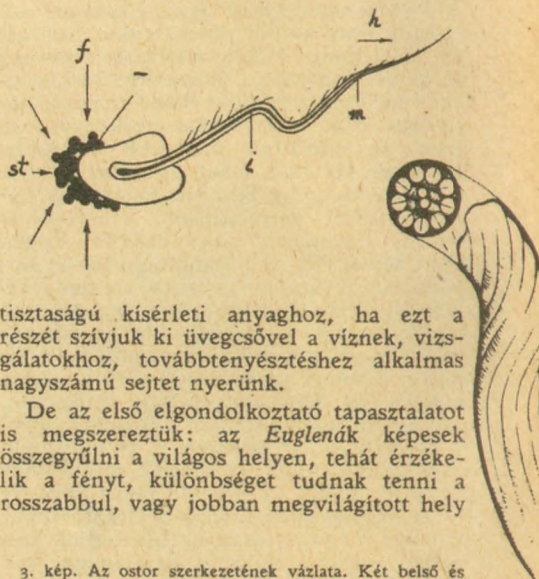 h
f
–
st
i
m
tisztaságú kísérleti anyaghoz, ha ezt a
részét szívjuk ki üvegcsővel a víznek, vizs-
gálatokhoz, továbbtenyésztéshez alkalmas
nagyszámú sejtet nyerünk.
De az első elgondolkoztató tapasztalatot
is megszereztük: az Euglenák képesek
összegyűlni a világos helyen, tehát érzéke-
lik a fényt, különbséget tudnak tenni a
rosszabbul, vagy jobban megvilágított hely
3. kép. Az ostor szerkezetének vázlata. Két belső és